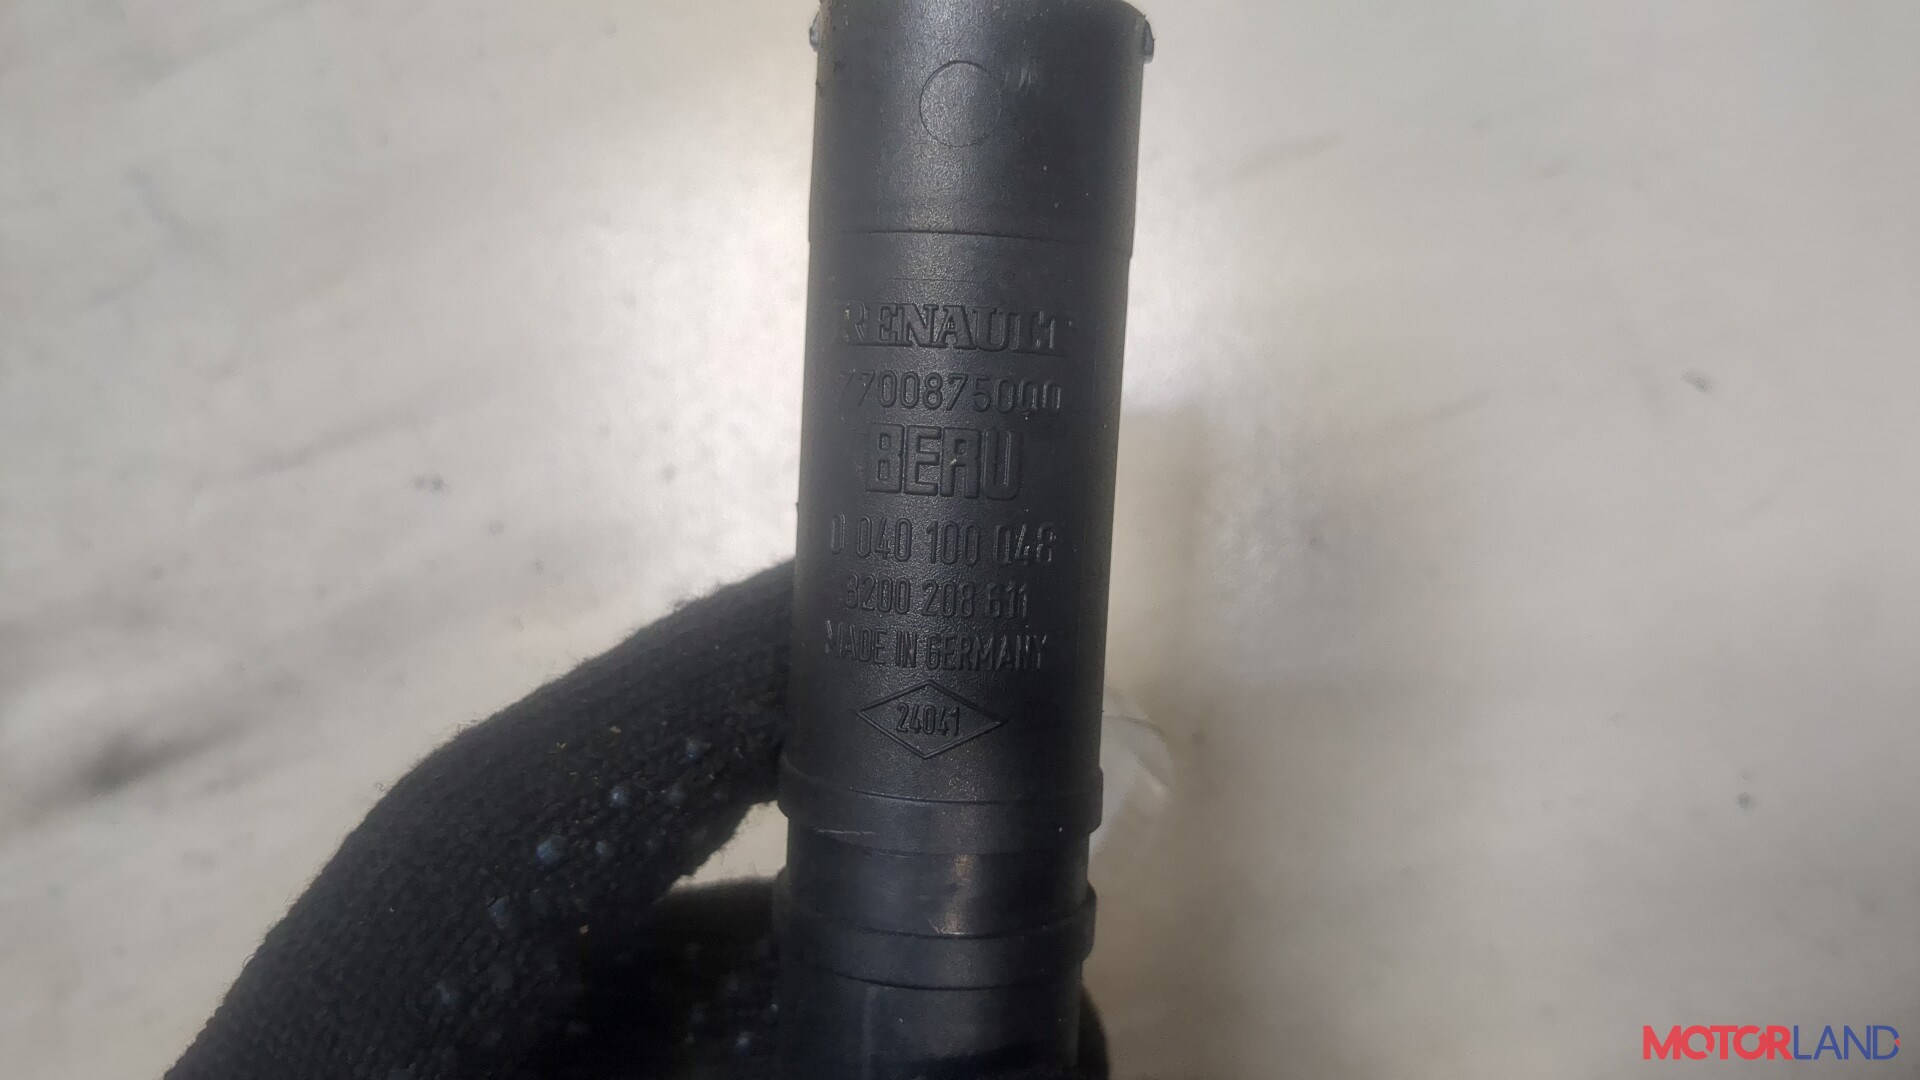 RENAULT
7700875000
BERU
0 040 100 048
8200 208 611
MADE IN GERMANY
24041
MOTORLAND